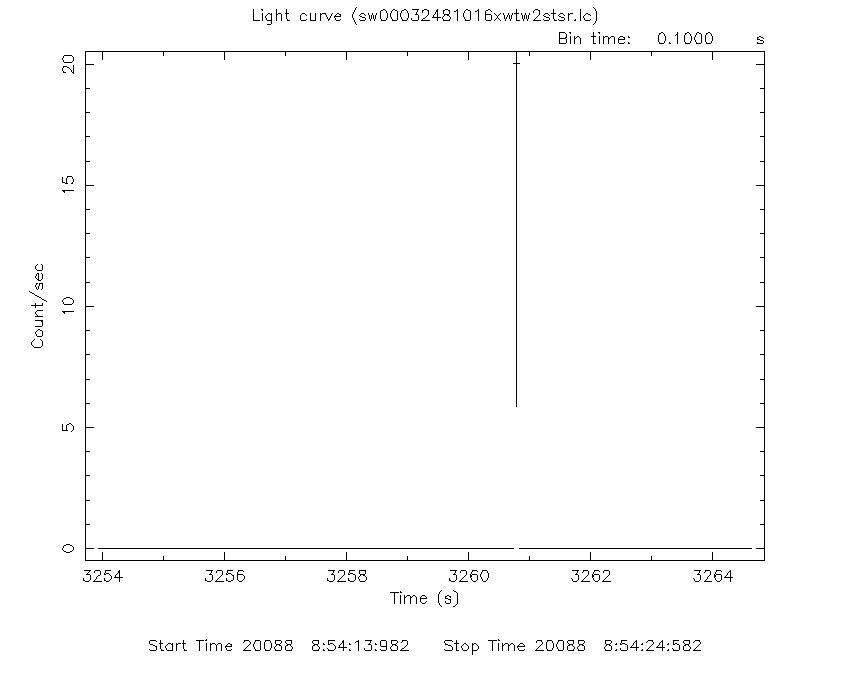 Light curve (sw00032481016xwtw2stsr.lc)
Bin time: 0.1000 s
20
15
10
5
0
Count/sec
3254 3256 3258 3260 3262 3264
Time (s)
Start Time 20088 8:54:13:982 Stop Time 20088 8:54:24:582